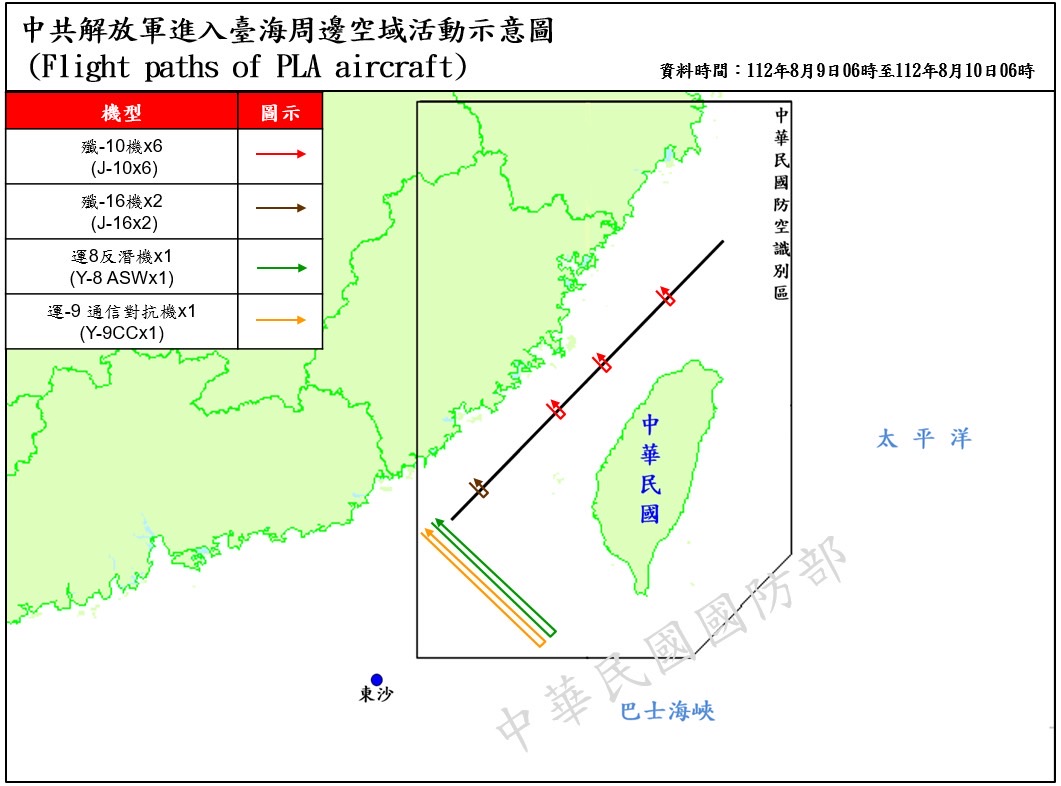 中共解放軍進入臺海周邊空域活動示意圖
(Flight paths of PLA aircraft)
資料時間：112年8月9日06時至112年8月10日06時
機型 圖示
殲-10機x6
(J-10x6)
殲-16機x2
(J-16x2)
運8反潛機x1
(Y-8 ASWx1)
運-9 通信對抗機x1
(Y-9CCx1)
中華民國防空識別區
中華民國
太平洋
東沙
巴士海峽
中華民國國防部